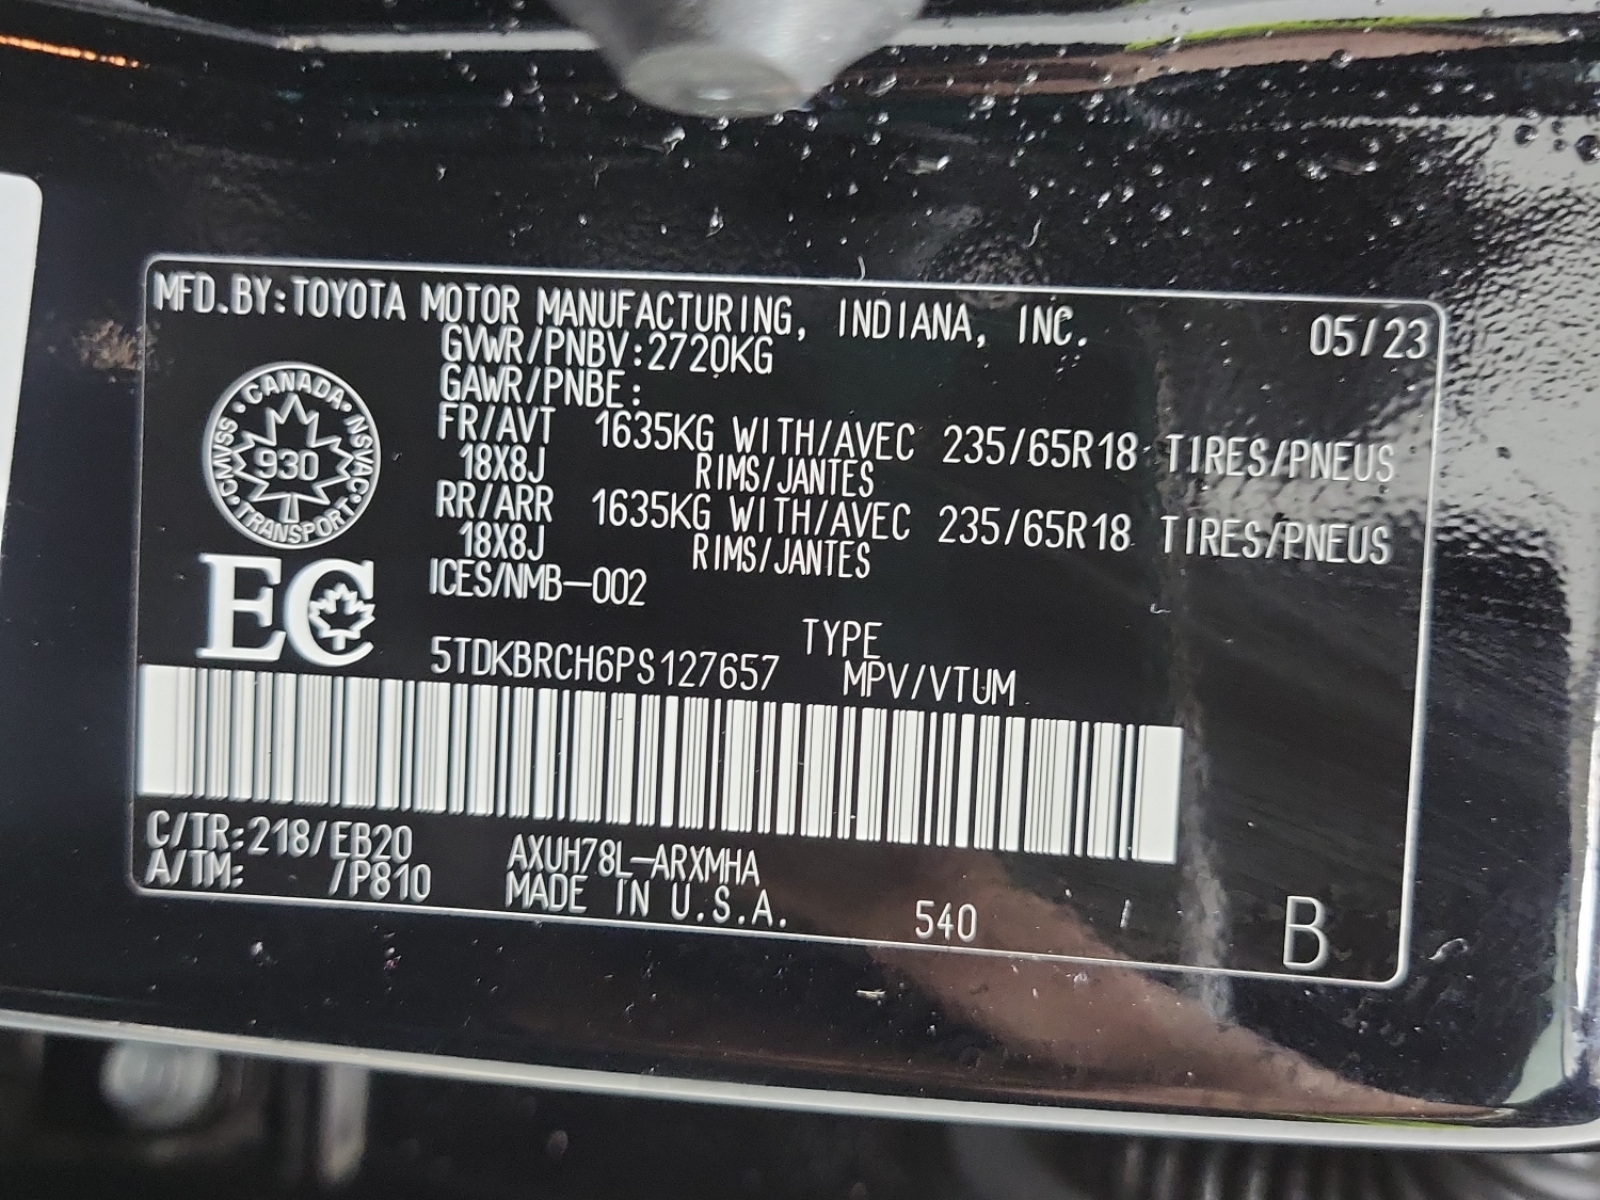 MFD.BY:TOYOTA MOTOR MANUFACTURING, INDIANA, INC. 05/23
GVWR/PNBV:2720KG
GAWR/PNBE:
FR/AVT 1635KG WITH/AVEC 235/65R18 TIRES/PNEUS
18X8J RIMS/JANTES
RR/ARR 1635KG WITH/AVEC 235/65R18 TIRES/PNEUS
18X8J RIMS/JANTES
ICES/NMB-002
CANADA • NSVAC • TRANSPORT • CMVSS •
930
EC
5TDKBRCH6PS127657
TYPE
MPV/VTUM
C/TR:218/EB20
A/TM: /P810
AXUH78L-ARXMHA
MADE IN U.S.A.
540
B